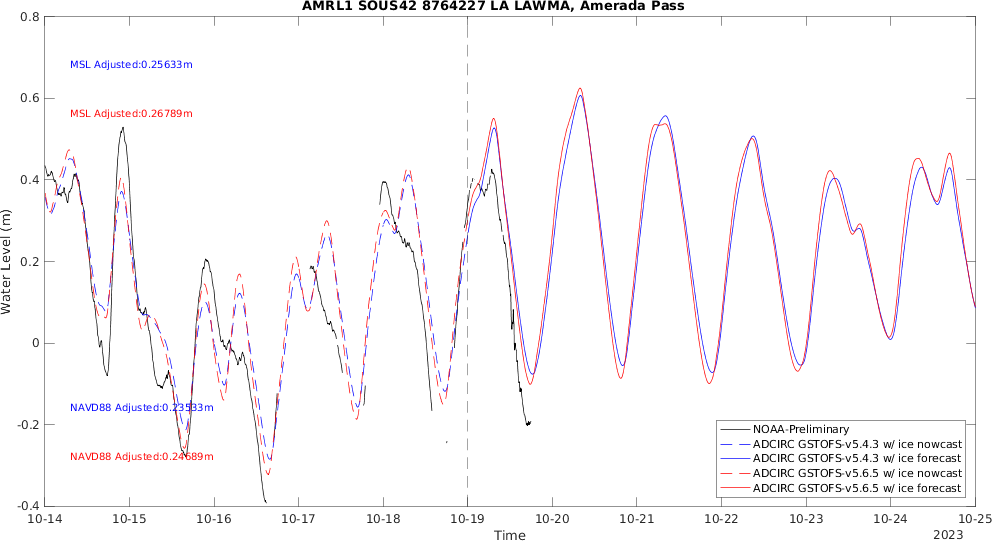 AMRL1 SOUS42 8764227 LA LAWMA, Amerada Pass
0.8
0.6
0.4
0.2
0
-0.2
-0.4
Water Level (m)
MSL Adjusted:0.25633m
MSL Adjusted:0.26789m
NAVD88 Adjusted:0.23533m
NAVD88 Adjusted:0.24689m
NOAA-Preliminary
ADCIRC GSTOFS-v5.4.3 w/ ice nowcast
ADCIRC GSTOFS-v5.4.3 w/ ice forecast
ADCIRC GSTOFS-v5.6.5 w/ ice nowcast
ADCIRC GSTOFS-v5.6.5 w/ ice forecast
10-14 10-15 10-16 10-17 10-18 10-19 10-20 10-21 10-22 10-23 10-24 10-25
Time
2023